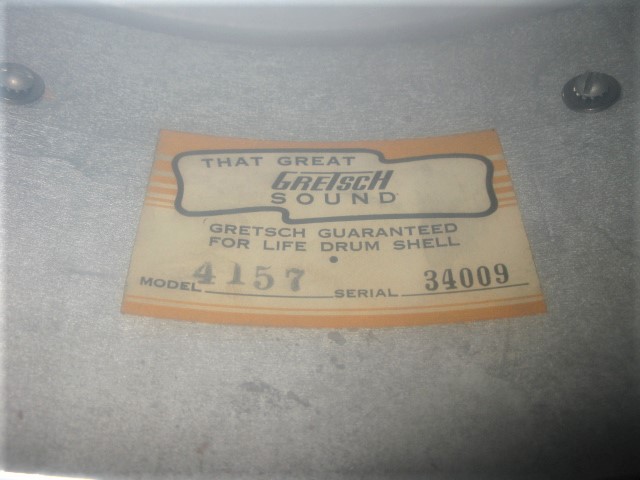 THAT GREAT
GRETSCH
SOUND
GRETSCH GUARANTEED
FOR LIFE DRUM SHELL
MODEL 4157 SERIAL 34009